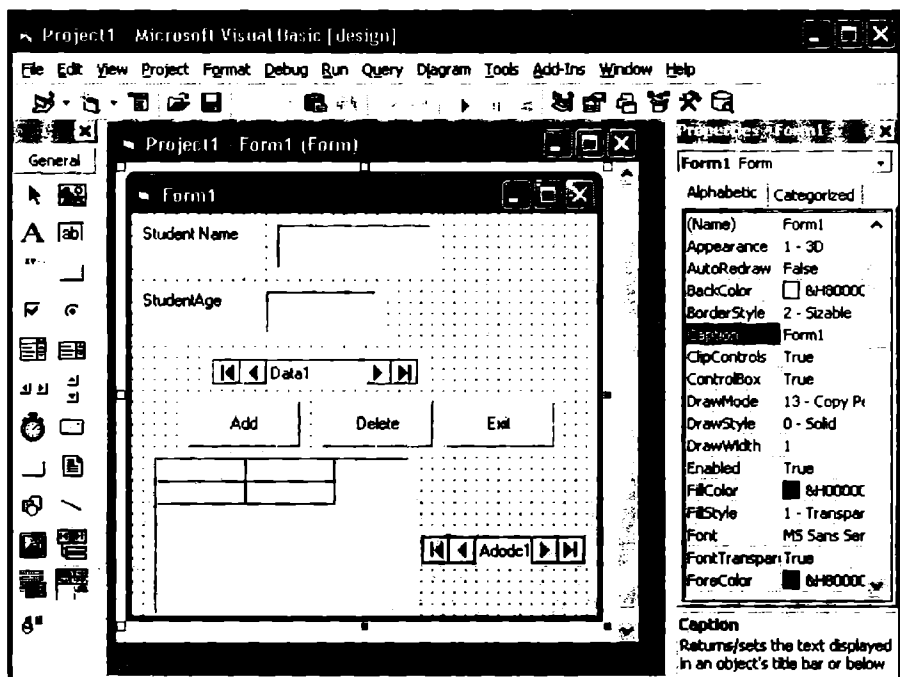 Project1 - Microsoft Visual Basic [design]
File Edit View Project Format Debug Run Query Diagram Tools Add-Ins Window Help
General
A ab
Project1 - Form1 (Form)
Form1
Student Name
StudentAge
Data1
Add Delete Exit
Adodc1
Properties - Form1
Form1 Form
Alphabetic Categorized
(Name) Form1
Appearance 1 - 3D
AutoRedraw False
BackColor &H8000C
BorderStyle 2 - Sizable
Caption Form1
ClipControls True
ControlBox True
DrawMode 13 - Copy Pe
DrawStyle 0 - Solid
DrawWidth 1
Enabled True
FillColor &H0000C
FillStyle 1 - Transpar
Font MS Sans Ser
FontTranspar True
ForeColor &H8000C
Caption
Returns/sets the text displayed
in an object's title bar or below